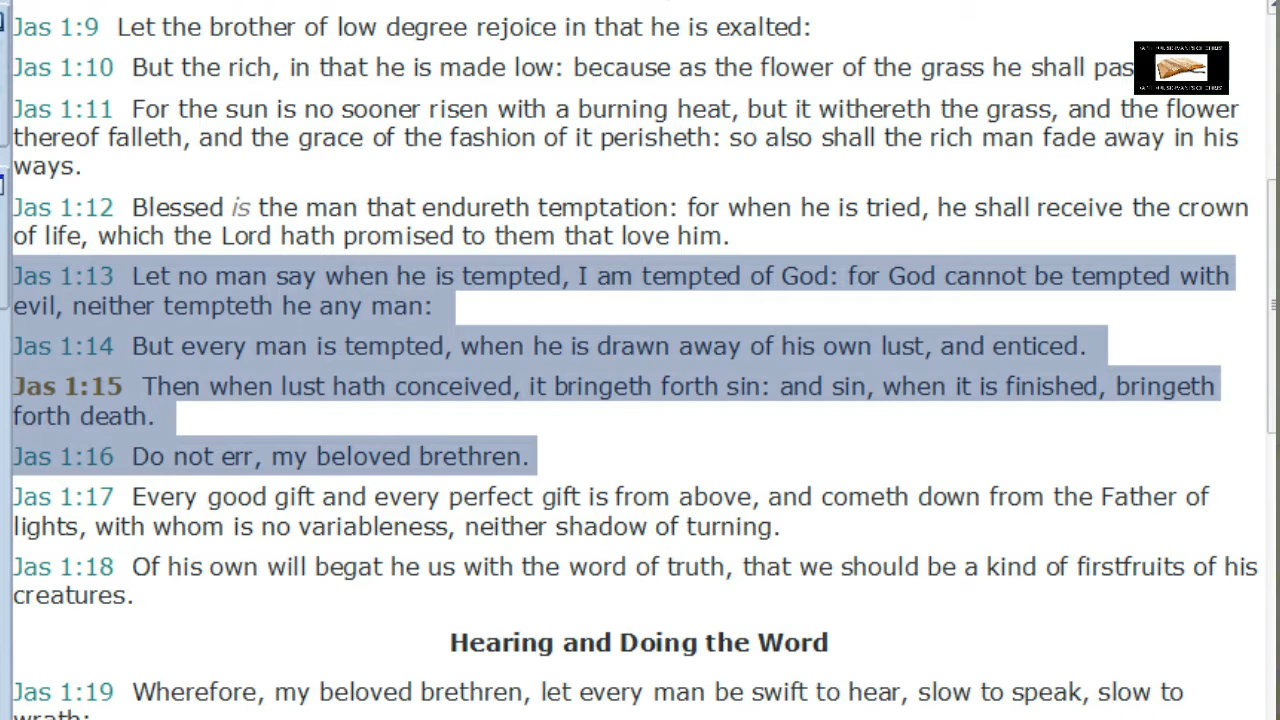 Jas 1:9 Let the brother of low degree rejoice in that he is exalted:
Jas 1:10 But the rich, in that he is made low: because as the flower of the grass he shall pas
Jas 1:11 For the sun is no sooner risen with a burning heat, but it withereth the grass, and the flower
thereof falleth, and the grace of the fashion of it perisheth: so also shall the rich man fade away in his
ways.
Jas 1:12 Blessed is the man that endureth temptation: for when he is tried, he shall receive the crown
of life, which the Lord hath promised to them that love him.
Jas 1:13 Let no man say when he is tempted, I am tempted of God: for God cannot be tempted with
evil, neither tempteth he any man:
Jas 1:14 But every man is tempted, when he is drawn away of his own lust, and enticed.
Jas 1:15 Then when lust hath conceived, it bringeth forth sin: and sin, when it is finished, bringeth
forth death.
Jas 1:16 Do not err, my beloved brethren.
Jas 1:17 Every good gift and every perfect gift is from above, and cometh down from the Father of
lights, with whom is no variableness, neither shadow of turning.
Jas 1:18 Of his own will begat he us with the word of truth, that we should be a kind of firstfruits of his
creatures.
Hearing and Doing the Word
Jas 1:19 Wherefore, my beloved brethren, let every man be swift to hear, slow to speak, slow to
wrath: